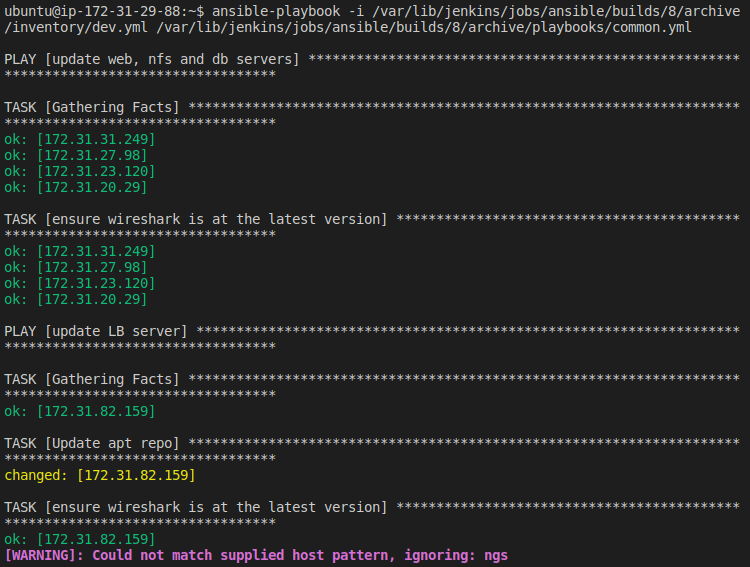 ubuntu@ip-172-31-29-88:~$ ansible-playbook -i /var/lib/jenkins/jobs/ansible/builds/8/archive
/inventory/dev.yml /var/lib/jenkins/jobs/ansible/builds/8/archive/playbooks/common.yml
PLAY [update web, nfs and db servers] ******************************************************
**********************************
TASK [Gathering Facts] *********************************************************************
**********************************
ok: [172.31.31.249]
ok: [172.31.27.98]
ok: [172.31.23.120]
ok: [172.31.20.29]
TASK [ensure wireshark is at the latest version] *******************************************
**********************************
ok: [172.31.31.249]
ok: [172.31.27.98]
ok: [172.31.23.120]
ok: [172.31.20.29]
PLAY [update LB server] ********************************************************************
**********************************
TASK [Gathering Facts] *********************************************************************
**********************************
ok: [172.31.82.159]
TASK [Update apt repo] *********************************************************************
**********************************
changed: [172.31.82.159]
TASK [ensure wireshark is at the latest version] *******************************************
**********************************
ok: [172.31.82.159]
[WARNING]: Could not match supplied host pattern, ignoring: ngs